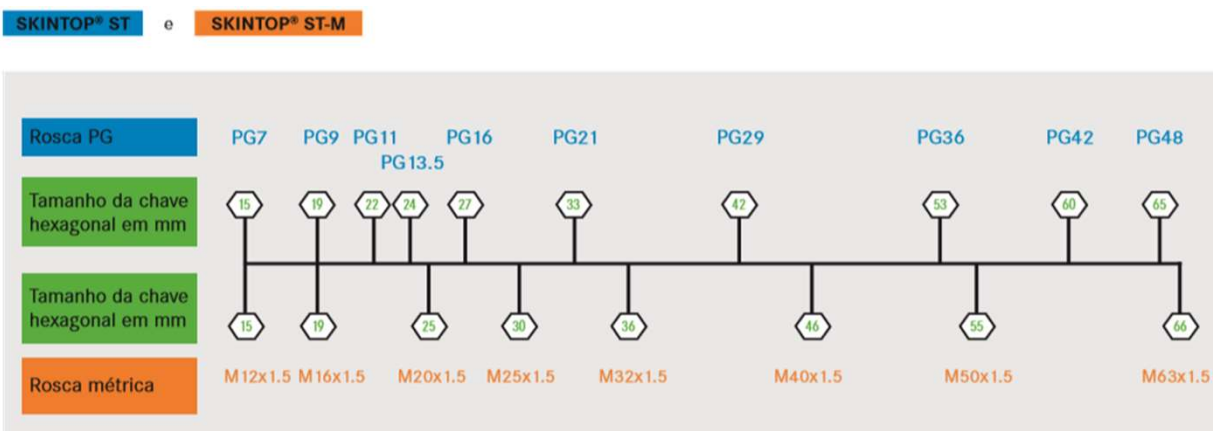 SKINTOP® ST e SKINTOP® ST-M
Rosca PG PG7 PG9 PG11 PG16 PG21 PG29 PG36 PG42 PG48
PG13.5
Tamanho da chave
hexagonal em mm
15 19 22 24 27 33 42 53 60 65
Tamanho da chave
hexagonal em mm
15 19 25 30 36 46 55 66
Rosca métrica M12x1.5 M16x1.5 M20x1.5 M25x1.5 M32x1.5 M40x1.5 M50x1.5 M63x1.5